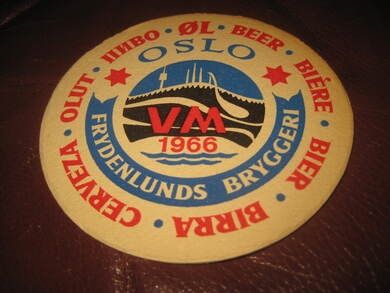 ØL · BEER · BIÈRE · BIER · BIRRA · CERVEZA · OLUT · ПИВО ·
OSLO
VM
1966
FRYDENLUNDS BRYGGERI